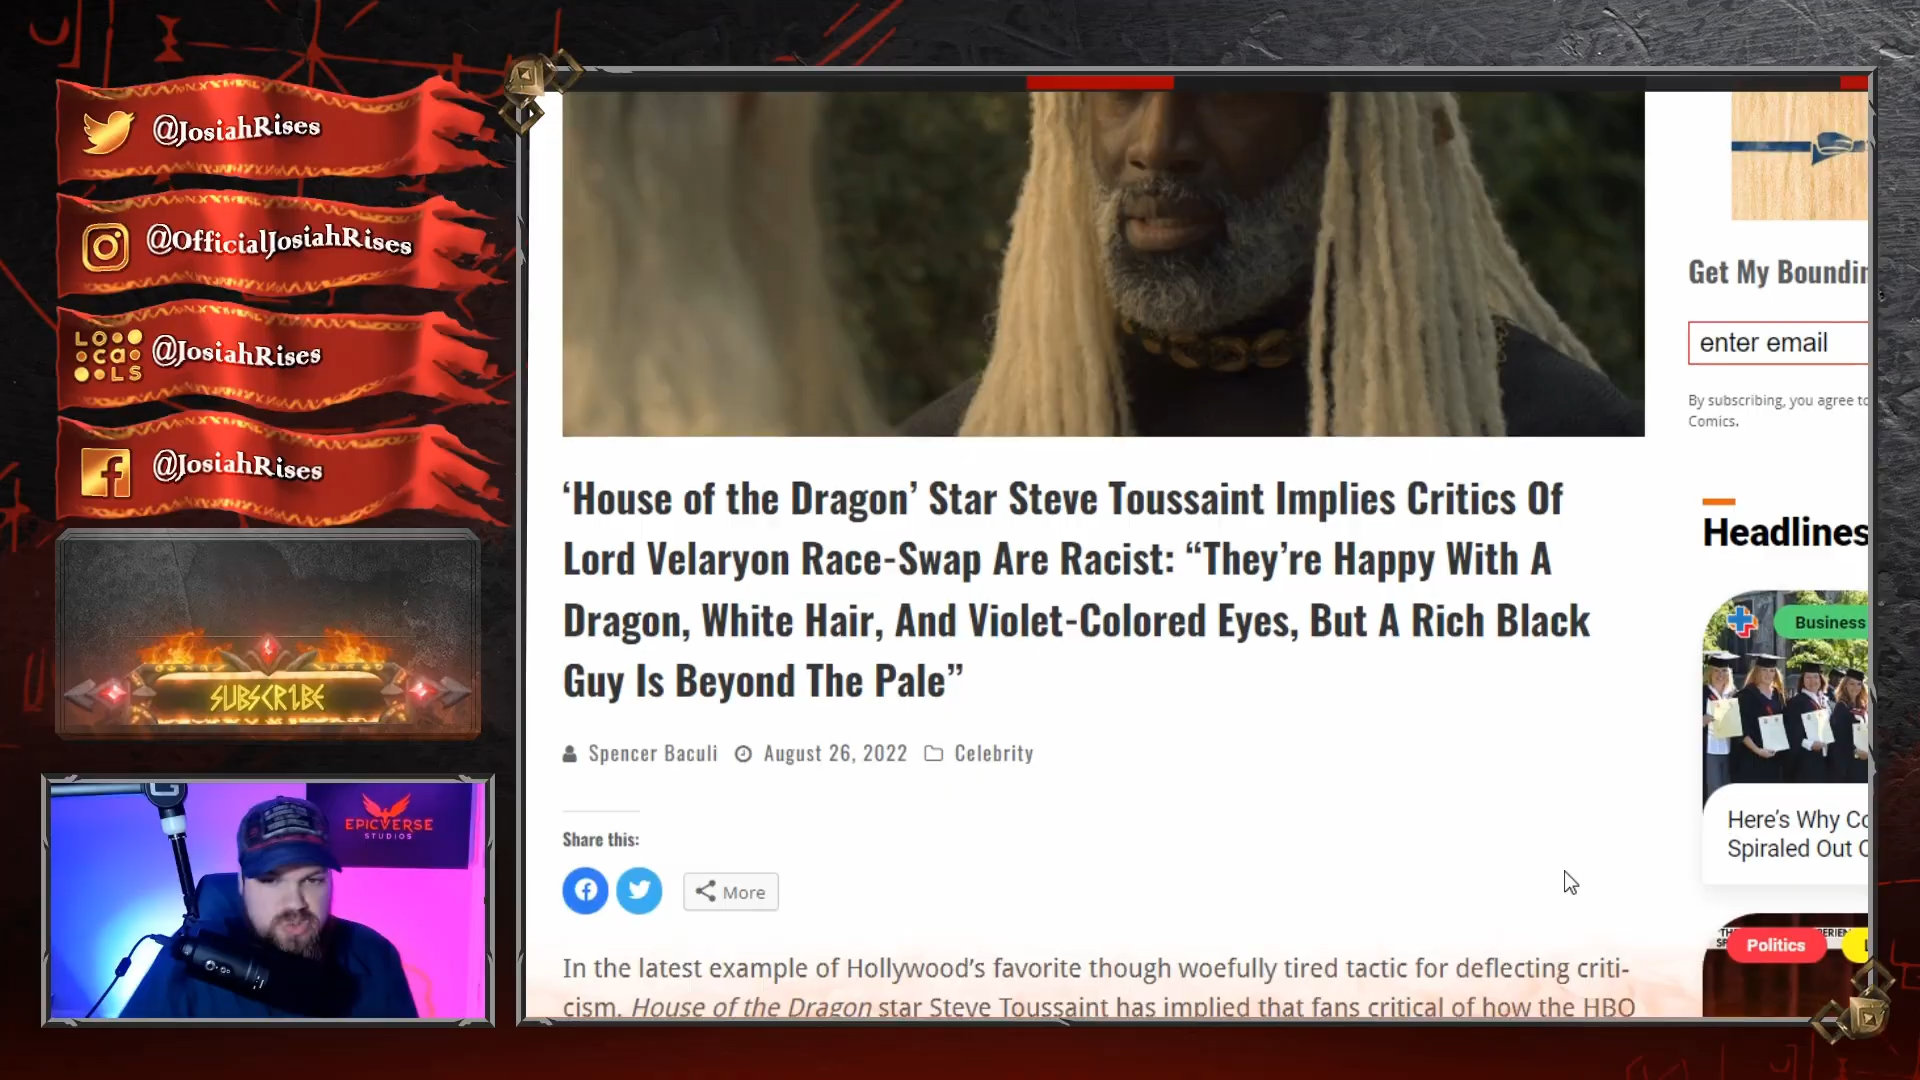 @JosiahRises
@OfficialJosiahRises
LOcaLS
@JosiahRises
@JosiahRises
SUBSCRIBE
EPICVERSE
STUDIOS
‘House of the Dragon’ Star Steve Toussaint Implies Critics Of
Lord Velaryon Race-Swap Are Racist: “They’re Happy With A
Dragon, White Hair, And Violet-Colored Eyes, But A Rich Black
Guy Is Beyond The Pale”
Spencer Baculi August 26, 2022 Celebrity
Share this:
More
In the latest example of Hollywood’s favorite though woefully tired tactic for deflecting criti-
cism, House of the Dragon star Steve Toussaint has implied that fans critical of how the HBO
Get My Boundin
enter email
By subscribing, you agree to
Comics.
Headlines
Business
Here’s Why Co
Spiraled Out O
Politics